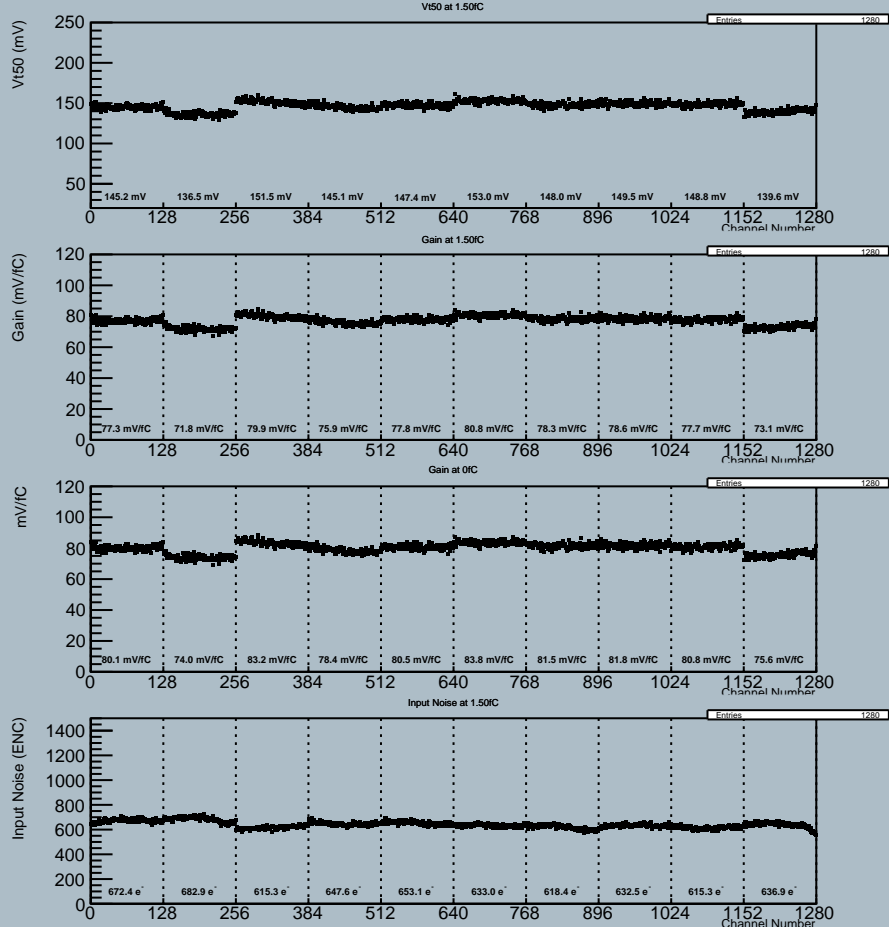 Vt50 at 1.50fC
Entries 1280
Vt50 (mV)
250
200
150
100
50
145.2 mV 136.5 mV 151.5 mV 145.1 mV 147.4 mV 153.0 mV 148.0 mV 149.5 mV 148.8 mV 139.6 mV
0 128 256 384 512 640 768 896 1024 1152 1280
Channel Number
Gain at 1.50fC
Entries 1280
Gain (mV/fC)
120
100
80
60
40
20
0
77.3 mV/fC 71.8 mV/fC 79.9 mV/fC 75.9 mV/fC 77.8 mV/fC 80.8 mV/fC 78.3 mV/fC 78.6 mV/fC 77.7 mV/fC 73.1 mV/fC
0 128 256 384 512 640 768 896 1024 1152 1280
Channel Number
Gain at 0fC
Entries 1280
mV/fC
120
100
80
60
40
20
0
80.1 mV/fC 74.0 mV/fC 83.2 mV/fC 78.4 mV/fC 80.5 mV/fC 83.8 mV/fC 81.5 mV/fC 81.8 mV/fC 80.8 mV/fC 75.6 mV/fC
0 128 256 384 512 640 768 896 1024 1152 1280
Channel Number
Input Noise at 1.50fC
Entries 1280
Input Noise (ENC)
1400
1200
1000
800
600
400
200
0
672.4 e⁻ 682.9 e⁻ 615.3 e⁻ 647.6 e⁻ 653.1 e⁻ 633.0 e⁻ 618.4 e⁻ 632.5 e⁻ 615.3 e⁻ 636.9 e⁻
0 128 256 384 512 640 768 896 1024 1152 1280
Channel Number